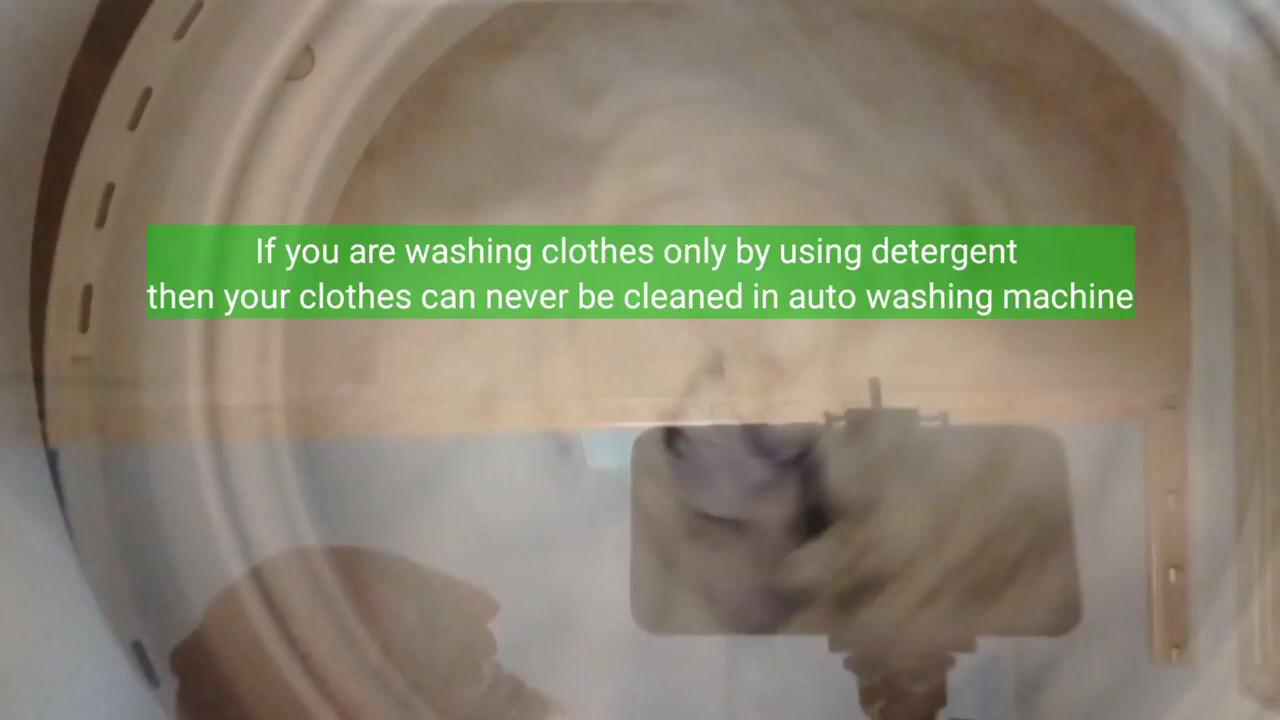 If you are washing clothes only by using detergent
then your clothes can never be cleaned in auto washing machine